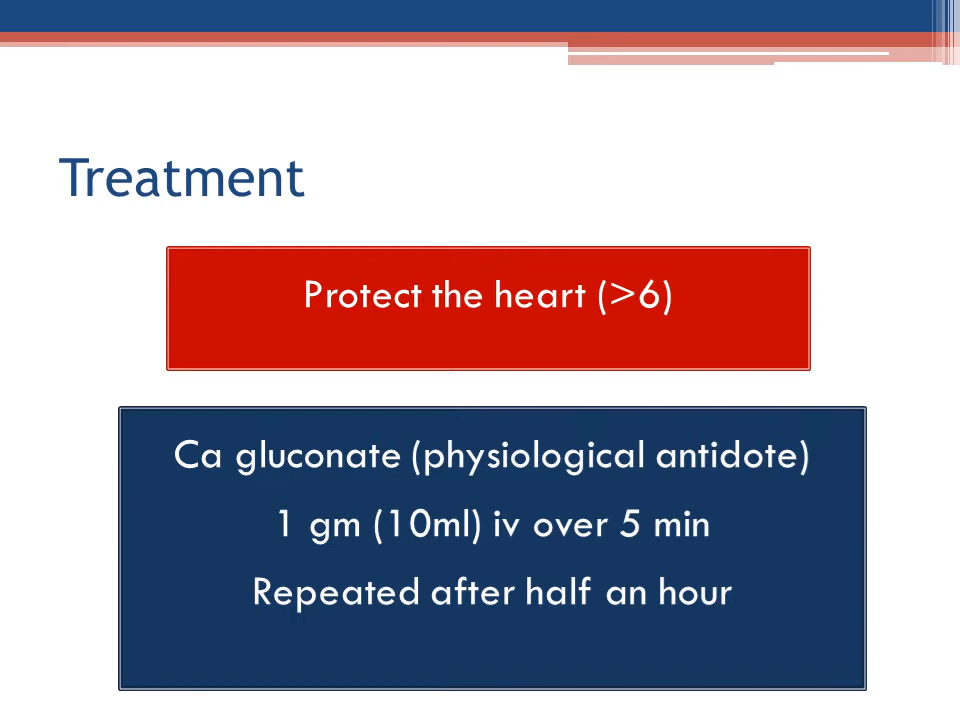 Treatment
Protect the heart (>6)
Ca gluconate (physiological antidote)
1 gm (10ml) iv over 5 min
Repeated after half an hour